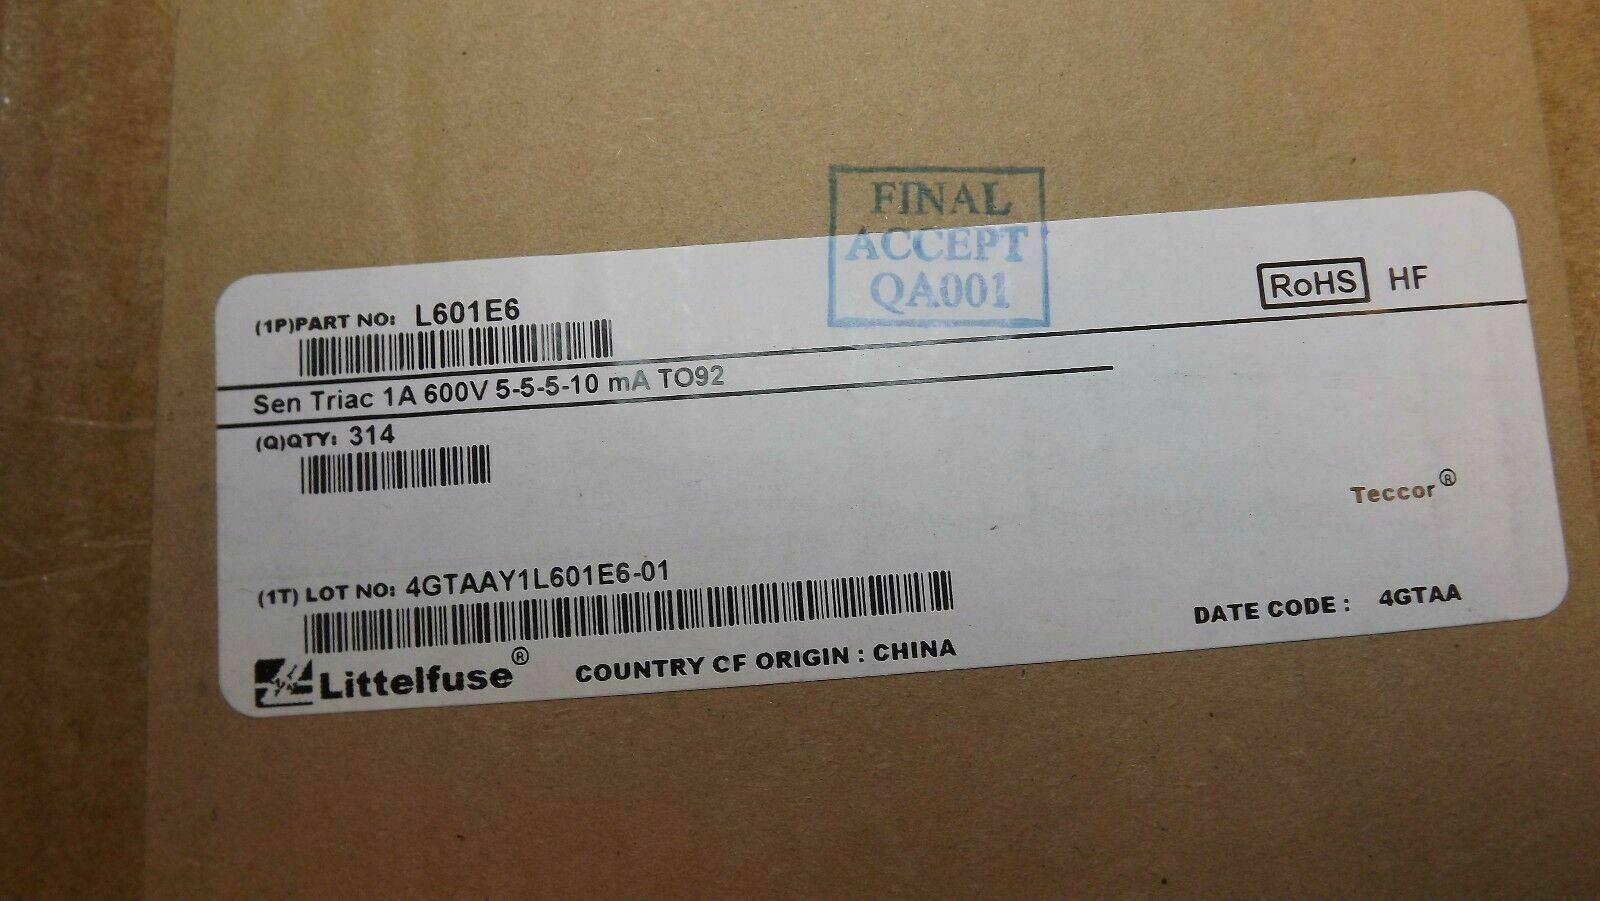 FINAL
ACCEPT
QA001
RoHS HF
(1P)PART NO: L601E6
Sen Triac 1A 600V 5-5-5-10 mA TO92
(Q)QTY: 314
Teccor®
(1T) LOT NO: 4GTAAY1L601E6-01
DATE CODE : 4GTAA
Littelfuse® COUNTRY CF ORIGIN : CHINA